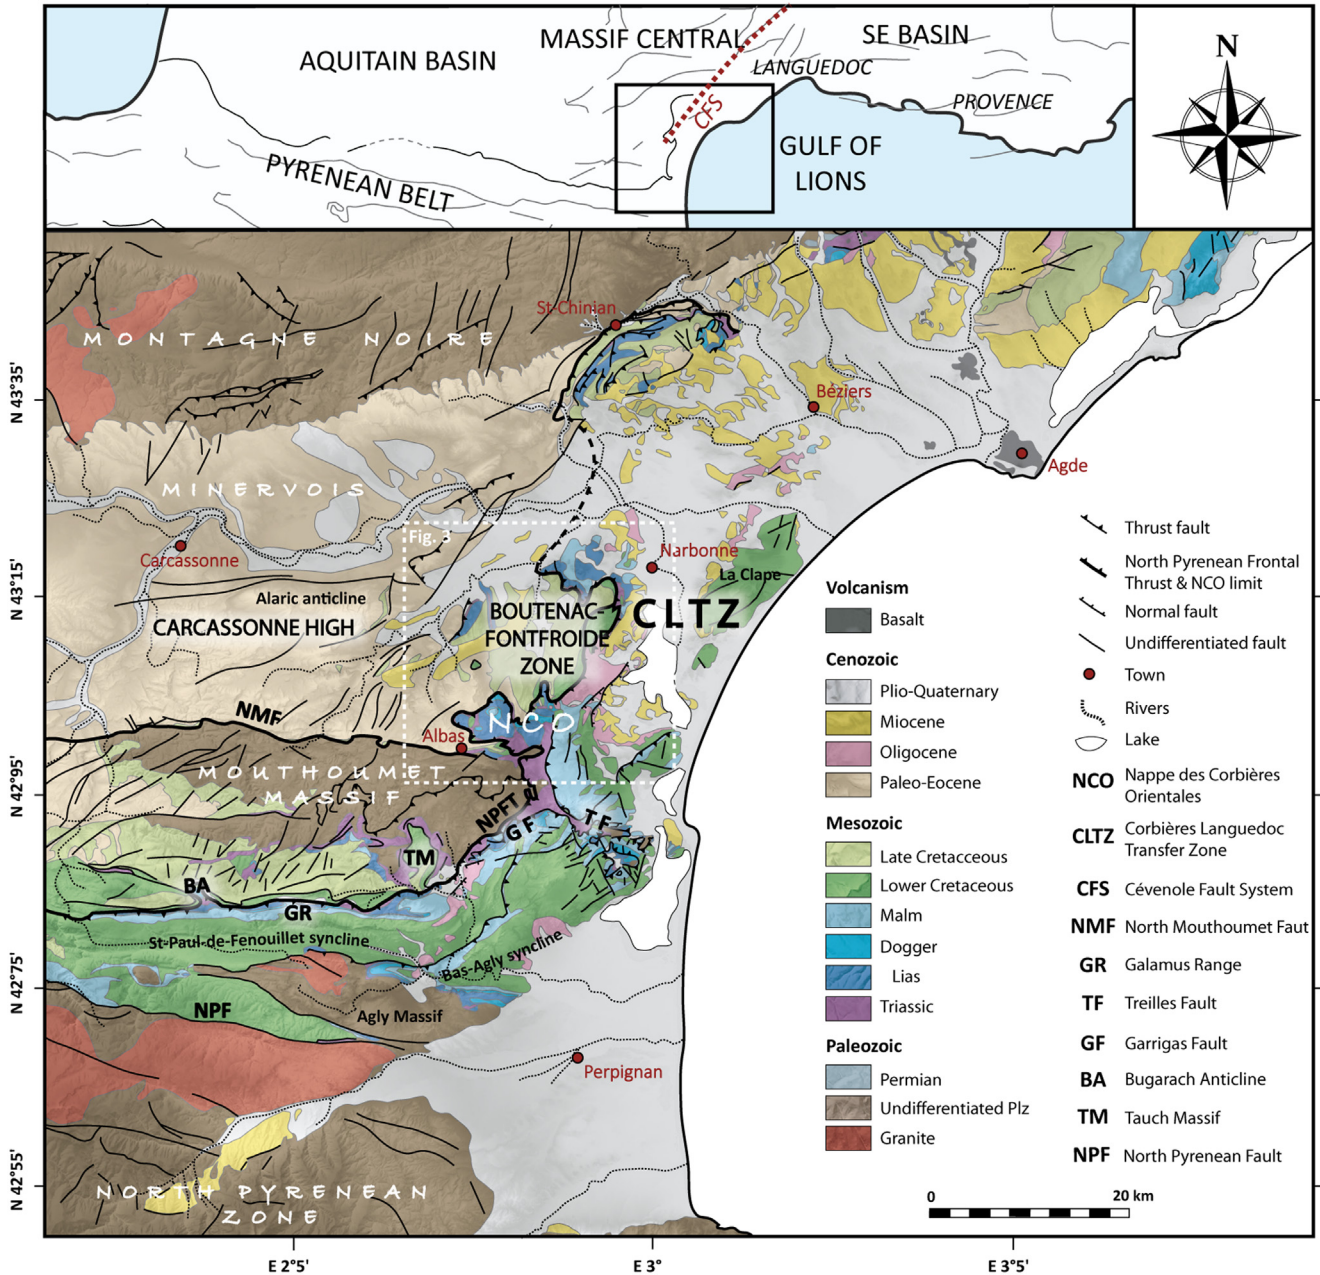 AQUITAIN BASIN
MASSIF CENTRAL
SE BASIN
LANGUEDOC
PROVENCE
CFS
PYRENEAN BELT
GULF OF
LIONS
N
MONTAGNE NOIRE
St-Chinian
Béziers
Agde
MINERVOIS
Carcassonne
Fig. 3
Narbonne
La Clape
Alaric anticline
CARCASSONNE HIGH
BOUTENAC-
FONTFROIDE
ZONE
CLTZ
NMF
NCO
Albas
MOUTHOUMET
MASSIF
NPFT
GF
TF
TM
BA
GR
St-Paul-de-Fenouillet syncline
Bas-Agly syncline
NPF
Agly Massif
Perpignan
NORTH PYRENEAN
ZONE
N 43°35'
N 43°15'
N 42°95'
N 42°75'
N 42°55'
E 2°5'
E 3°
E 3°5'
Volcanism
Basalt
Cenozoic
Plio-Quaternary
Miocene
Oligocene
Paleo-Eocene
Mesozoic
Late Cretacceous
Lower Cretaceous
Malm
Dogger
Lias
Triassic
Paleozoic
Permian
Undifferentiated Plz
Granite
Thrust fault
North Pyrenean Frontal
Thrust & NCO limit
Normal fault
Undifferentiated fault
Town
Rivers
Lake
NCO Nappe des Corbières
Orientales
CLTZ Corbières Languedoc
Transfer Zone
CFS Cévenole Fault System
NMF North Mouthoumet Faut
GR Galamus Range
TF Treilles Fault
GF Garrigas Fault
BA Bugarach Anticline
TM Tauch Massif
NPF North Pyrenean Fault
0 20 km